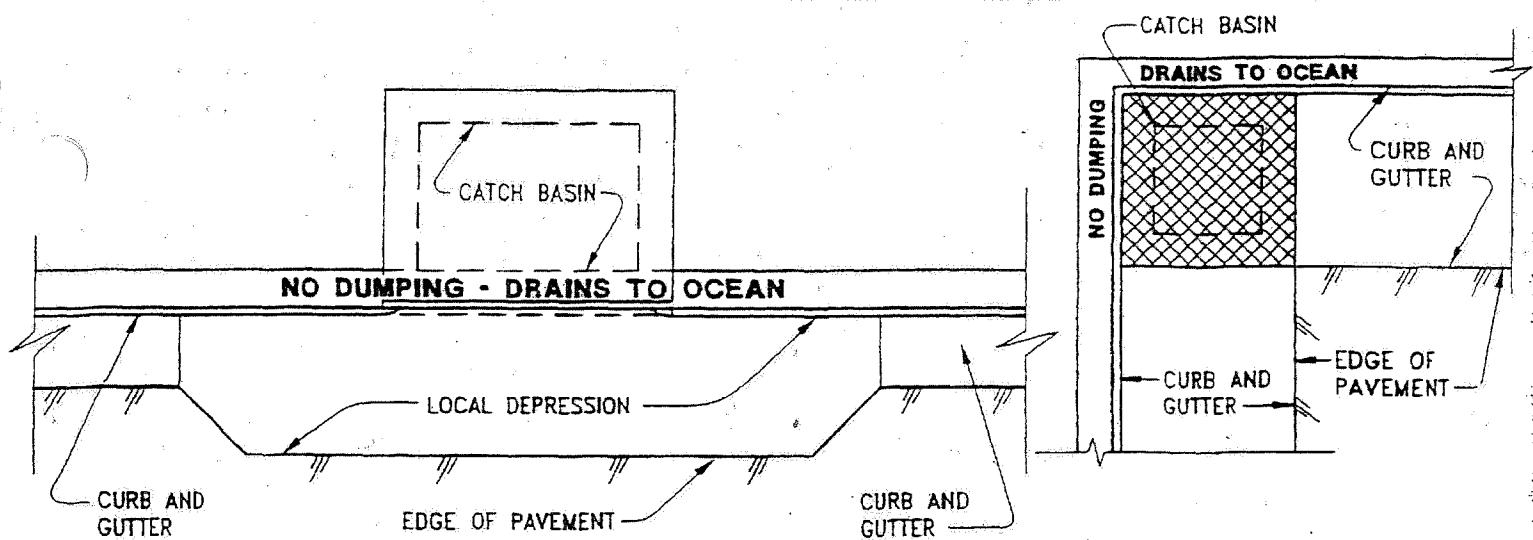 CATCH BASIN
NO DUMPING - DRAINS TO OCEAN
LOCAL DEPRESSION
CURB AND
GUTTER
EDGE OF PAVEMENT
CURB AND
GUTTER
CATCH BASIN
DRAINS TO OCEAN
NO DUMPING
CURB AND
GUTTER
EDGE OF
PAVEMENT
CURB AND
GUTTER